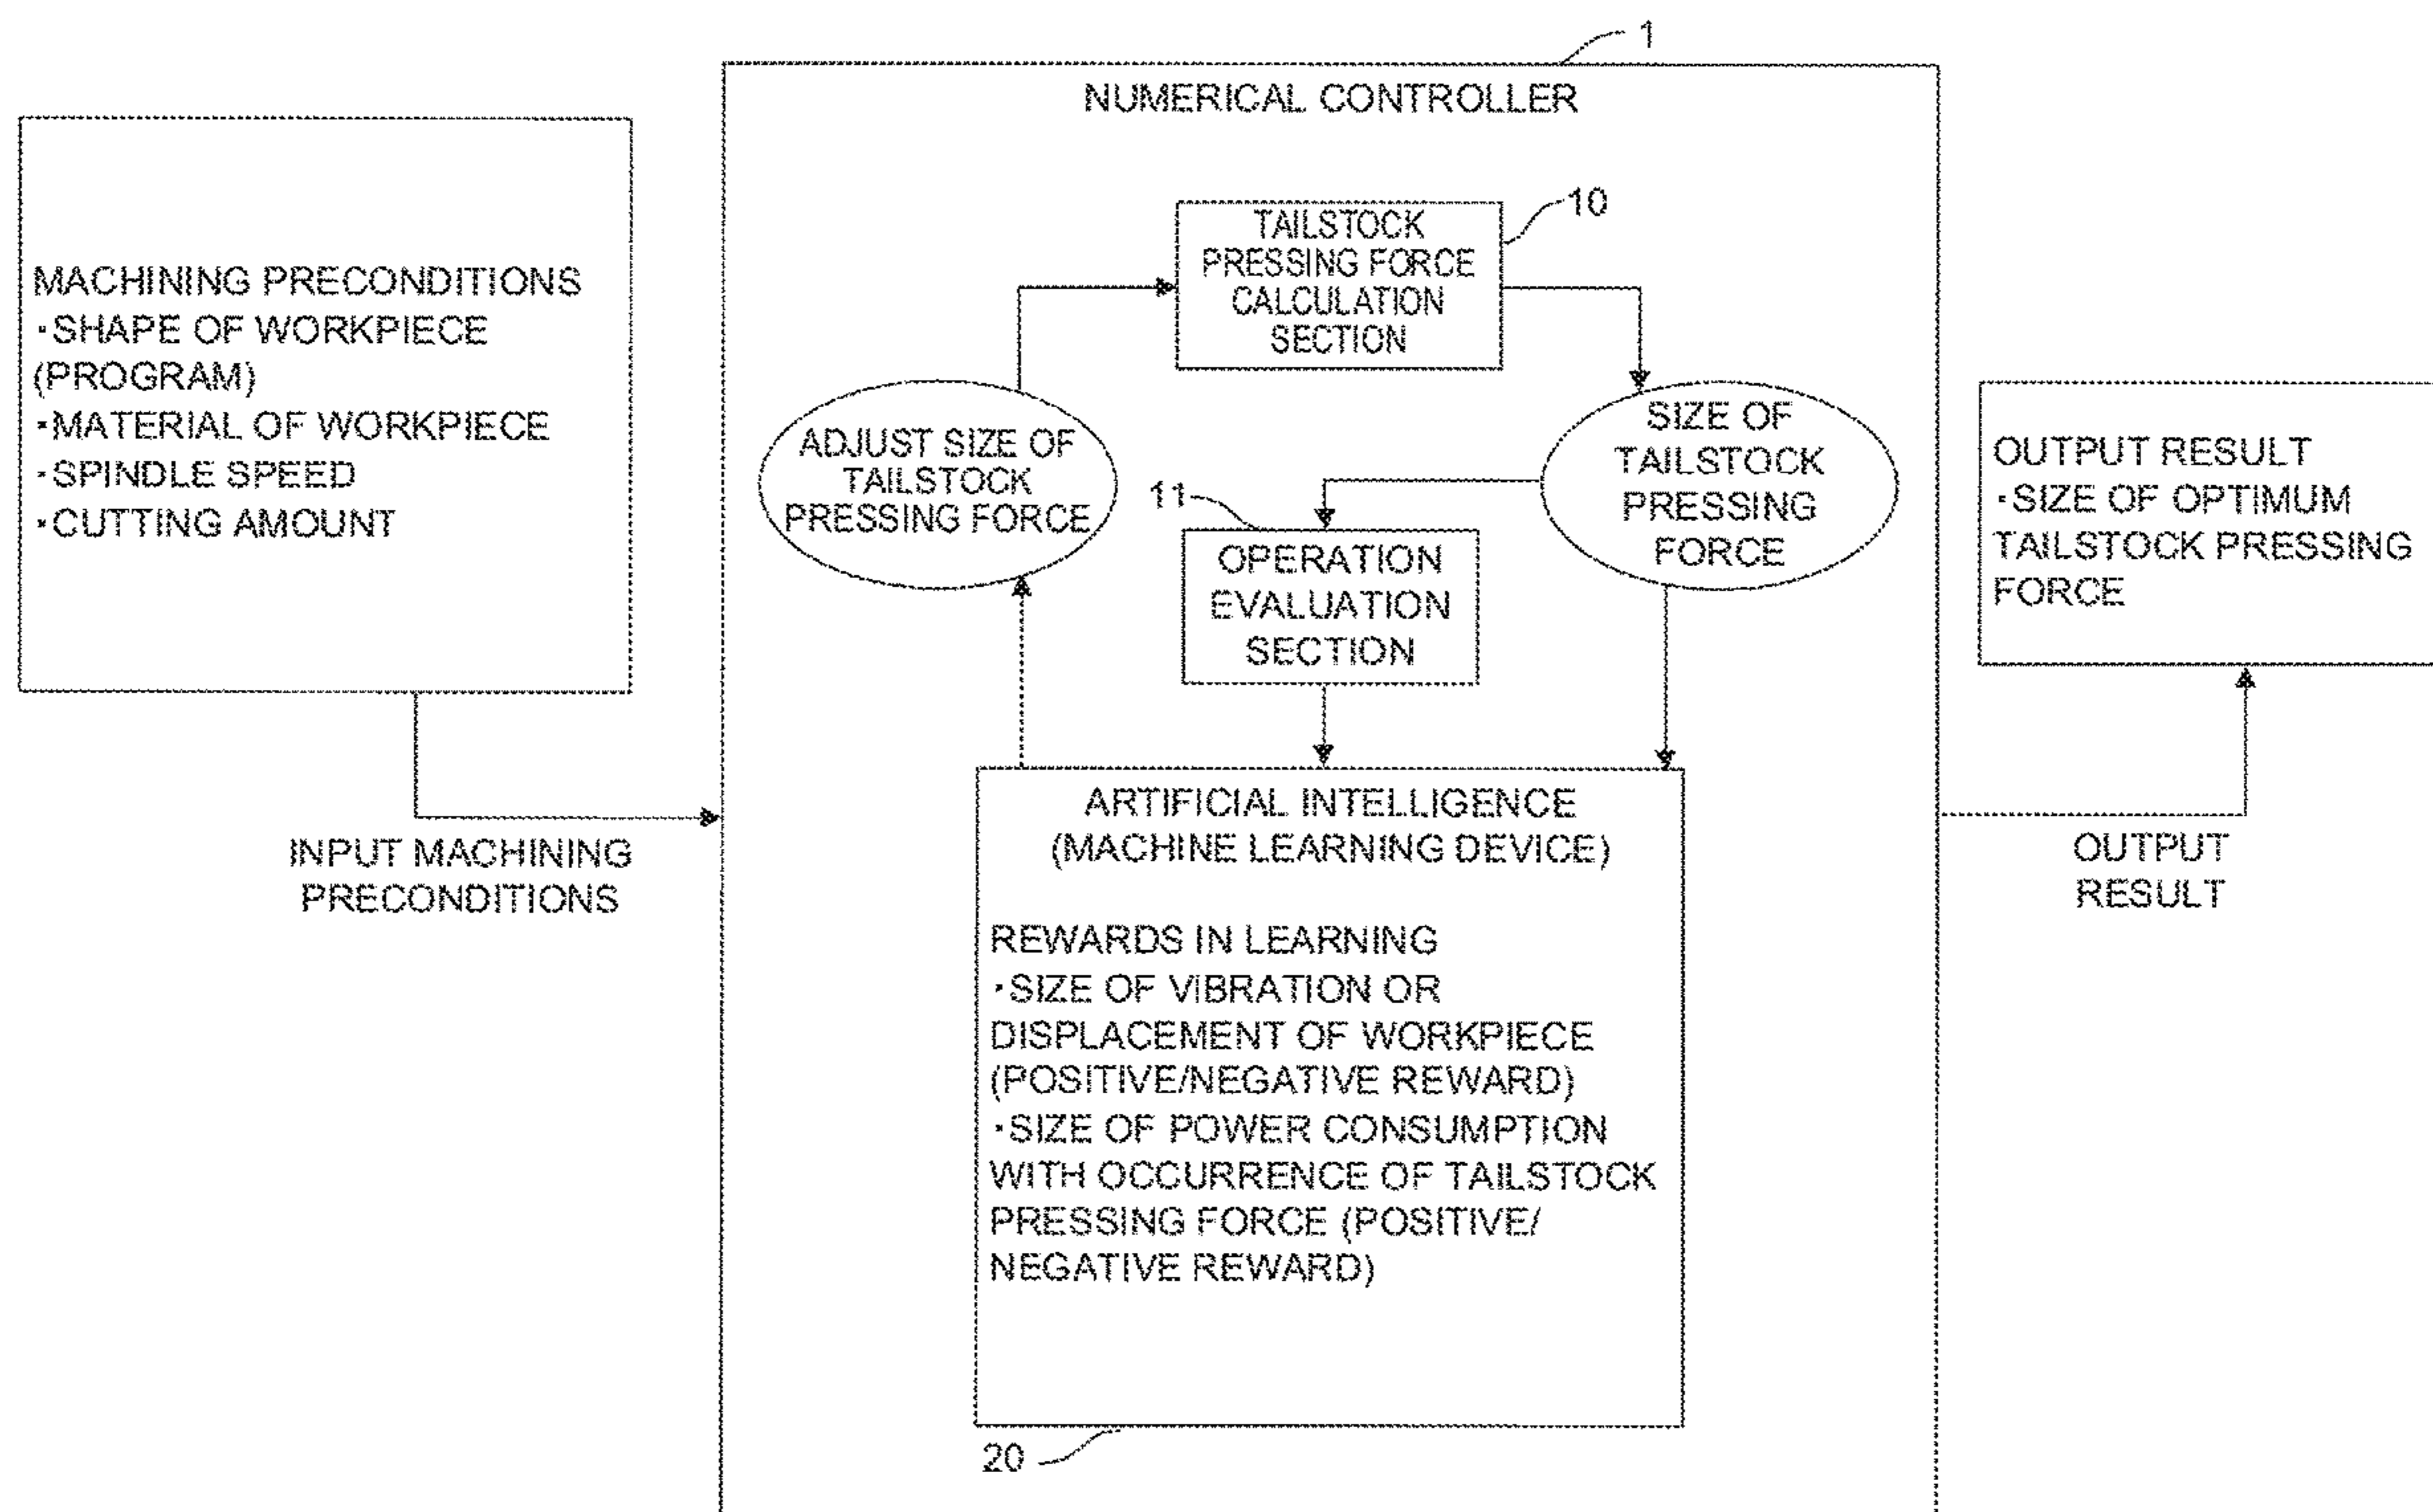 1
NUMERICAL CONTROLLER
MACHINING PRECONDITIONS
・SHAPE OF WORKPIECE
(PROGRAM)
・MATERIAL OF WORKPIECE
・SPINDLE SPEED
・CUTTING AMOUNT
INPUT MACHINING
PRECONDITIONS
10
TAILSTOCK
PRESSING FORCE
CALCULATION
SECTION
ADJUST SIZE OF
TAILSTOCK
PRESSING FORCE
SIZE OF
TAILSTOCK
PRESSING
FORCE
11
OPERATION
EVALUATION
SECTION
ARTIFICIAL INTELLIGENCE
(MACHINE LEARNING DEVICE)
REWARDS IN LEARNING
・SIZE OF VIBRATION OR
DISPLACEMENT OF WORKPIECE
(POSITIVE/NEGATIVE REWARD)
・SIZE OF POWER CONSUMPTION
WITH OCCURRENCE OF TAILSTOCK
PRESSING FORCE (POSITIVE/
NEGATIVE REWARD)
20
OUTPUT RESULT
・SIZE OF OPTIMUM
TAILSTOCK PRESSING
FORCE
OUTPUT
RESULT